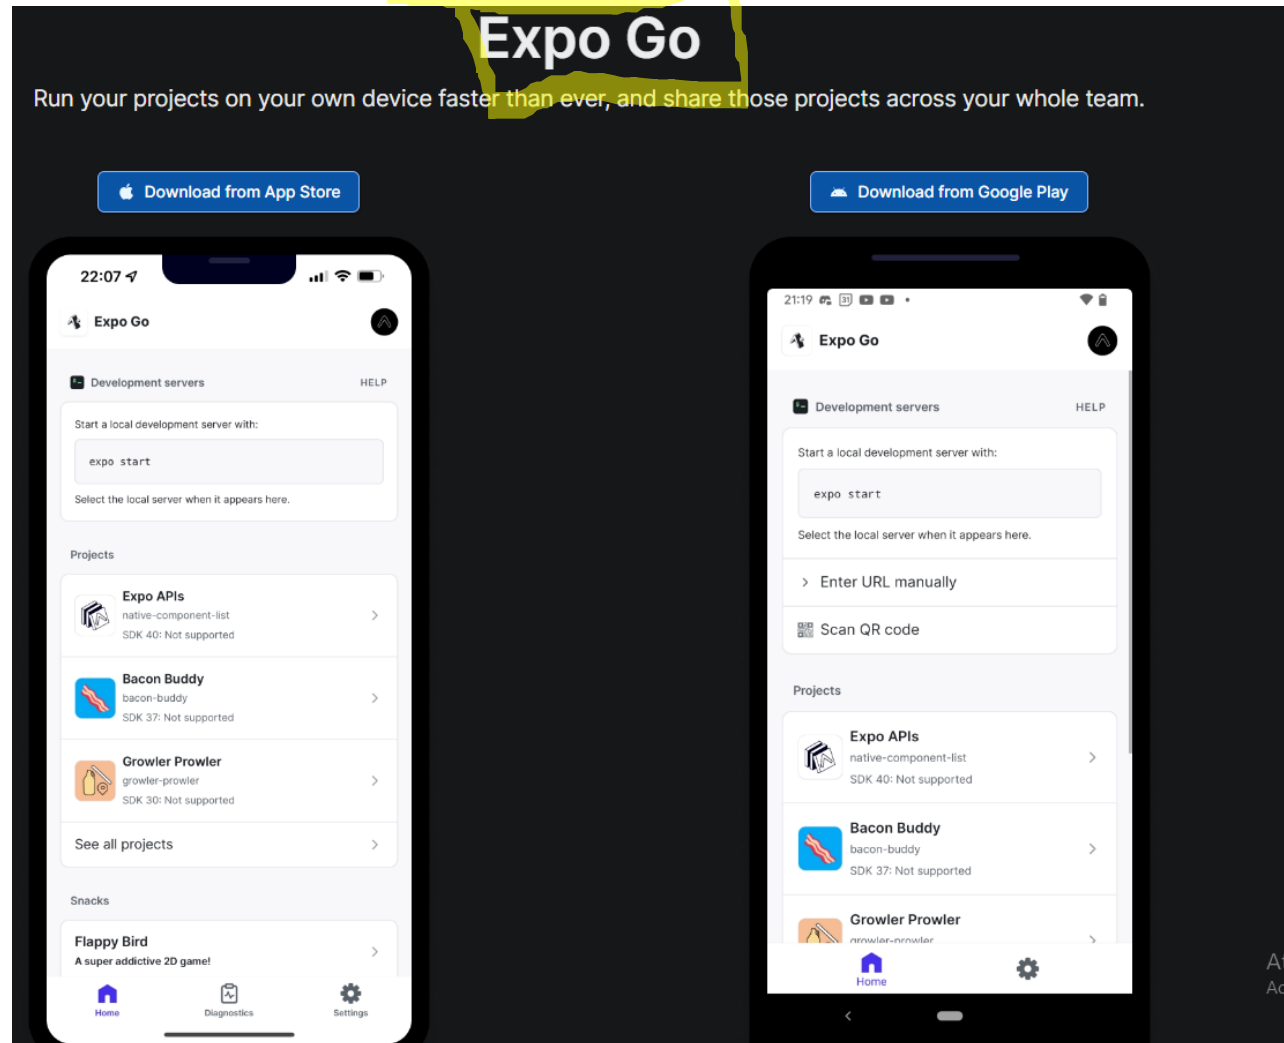 Expo Go
Run your projects on your own device faster than ever, and share those projects across your whole team.
Download from App Store
22:07
Expo Go
Development servers
HELP
Start a local development server with:
expo start
Select the local server when it appears here.
Projects
Expo APIs
native-component-list
SDK 40: Not supported
Bacon Buddy
bacon-buddy
SDK 37: Not supported
Growler Prowler
growler-prowler
SDK 30: Not supported
See all projects
Snacks
Flappy Bird
A super addictive 2D game!
Home
Diagnostics
Settings
Download from Google Play
21:19
31
Expo Go
Development servers
HELP
Start a local development server with:
expo start
Select the local server when it appears here.
Enter URL manually
Scan QR code
Projects
Expo APIs
native-component-list
SDK 40: Not supported
Bacon Buddy
bacon-buddy
SDK 37: Not supported
Growler Prowler
growler-prowler
Home